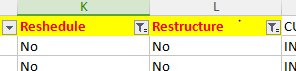 K L
Reshedule Restructure CU
No No IN
No No IN